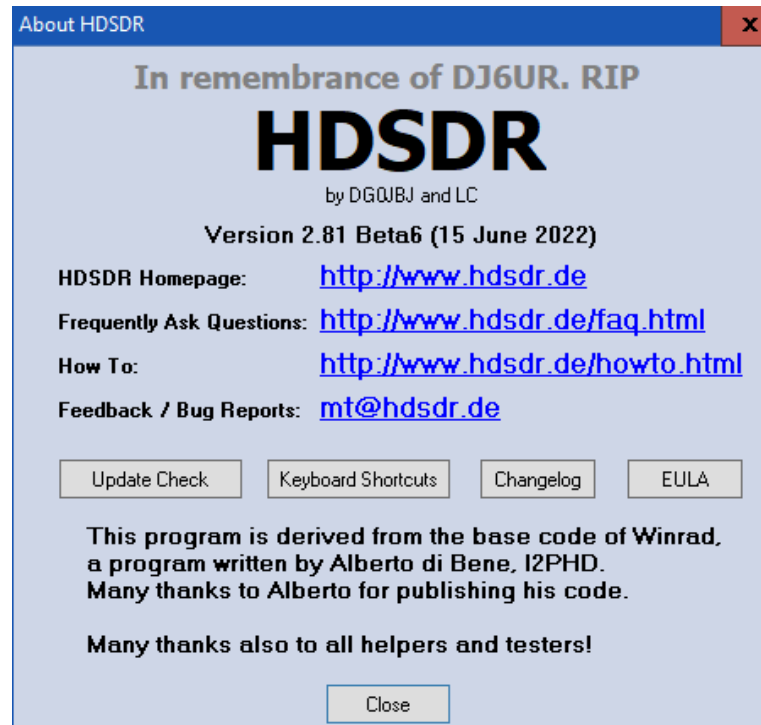 About HDSDR
x
In remembrance of DJ6UR. RIP
HDSDR
by DG0JBJ and LC
Version 2.81 Beta6 (15 June 2022)
HDSDR Homepage: http://www.hdsdr.de
Frequently Ask Questions: http://www.hdsdr.de/faq.html
How To: http://www.hdsdr.de/howto.html
Feedback / Bug Reports: mt@hdsdr.de
Update Check Keyboard Shortcuts Changelog EULA
This program is derived from the base code of Winrad,
a program written by Alberto di Bene, I2PHD.
Many thanks to Alberto for publishing his code.
Many thanks also to all helpers and testers!
Close